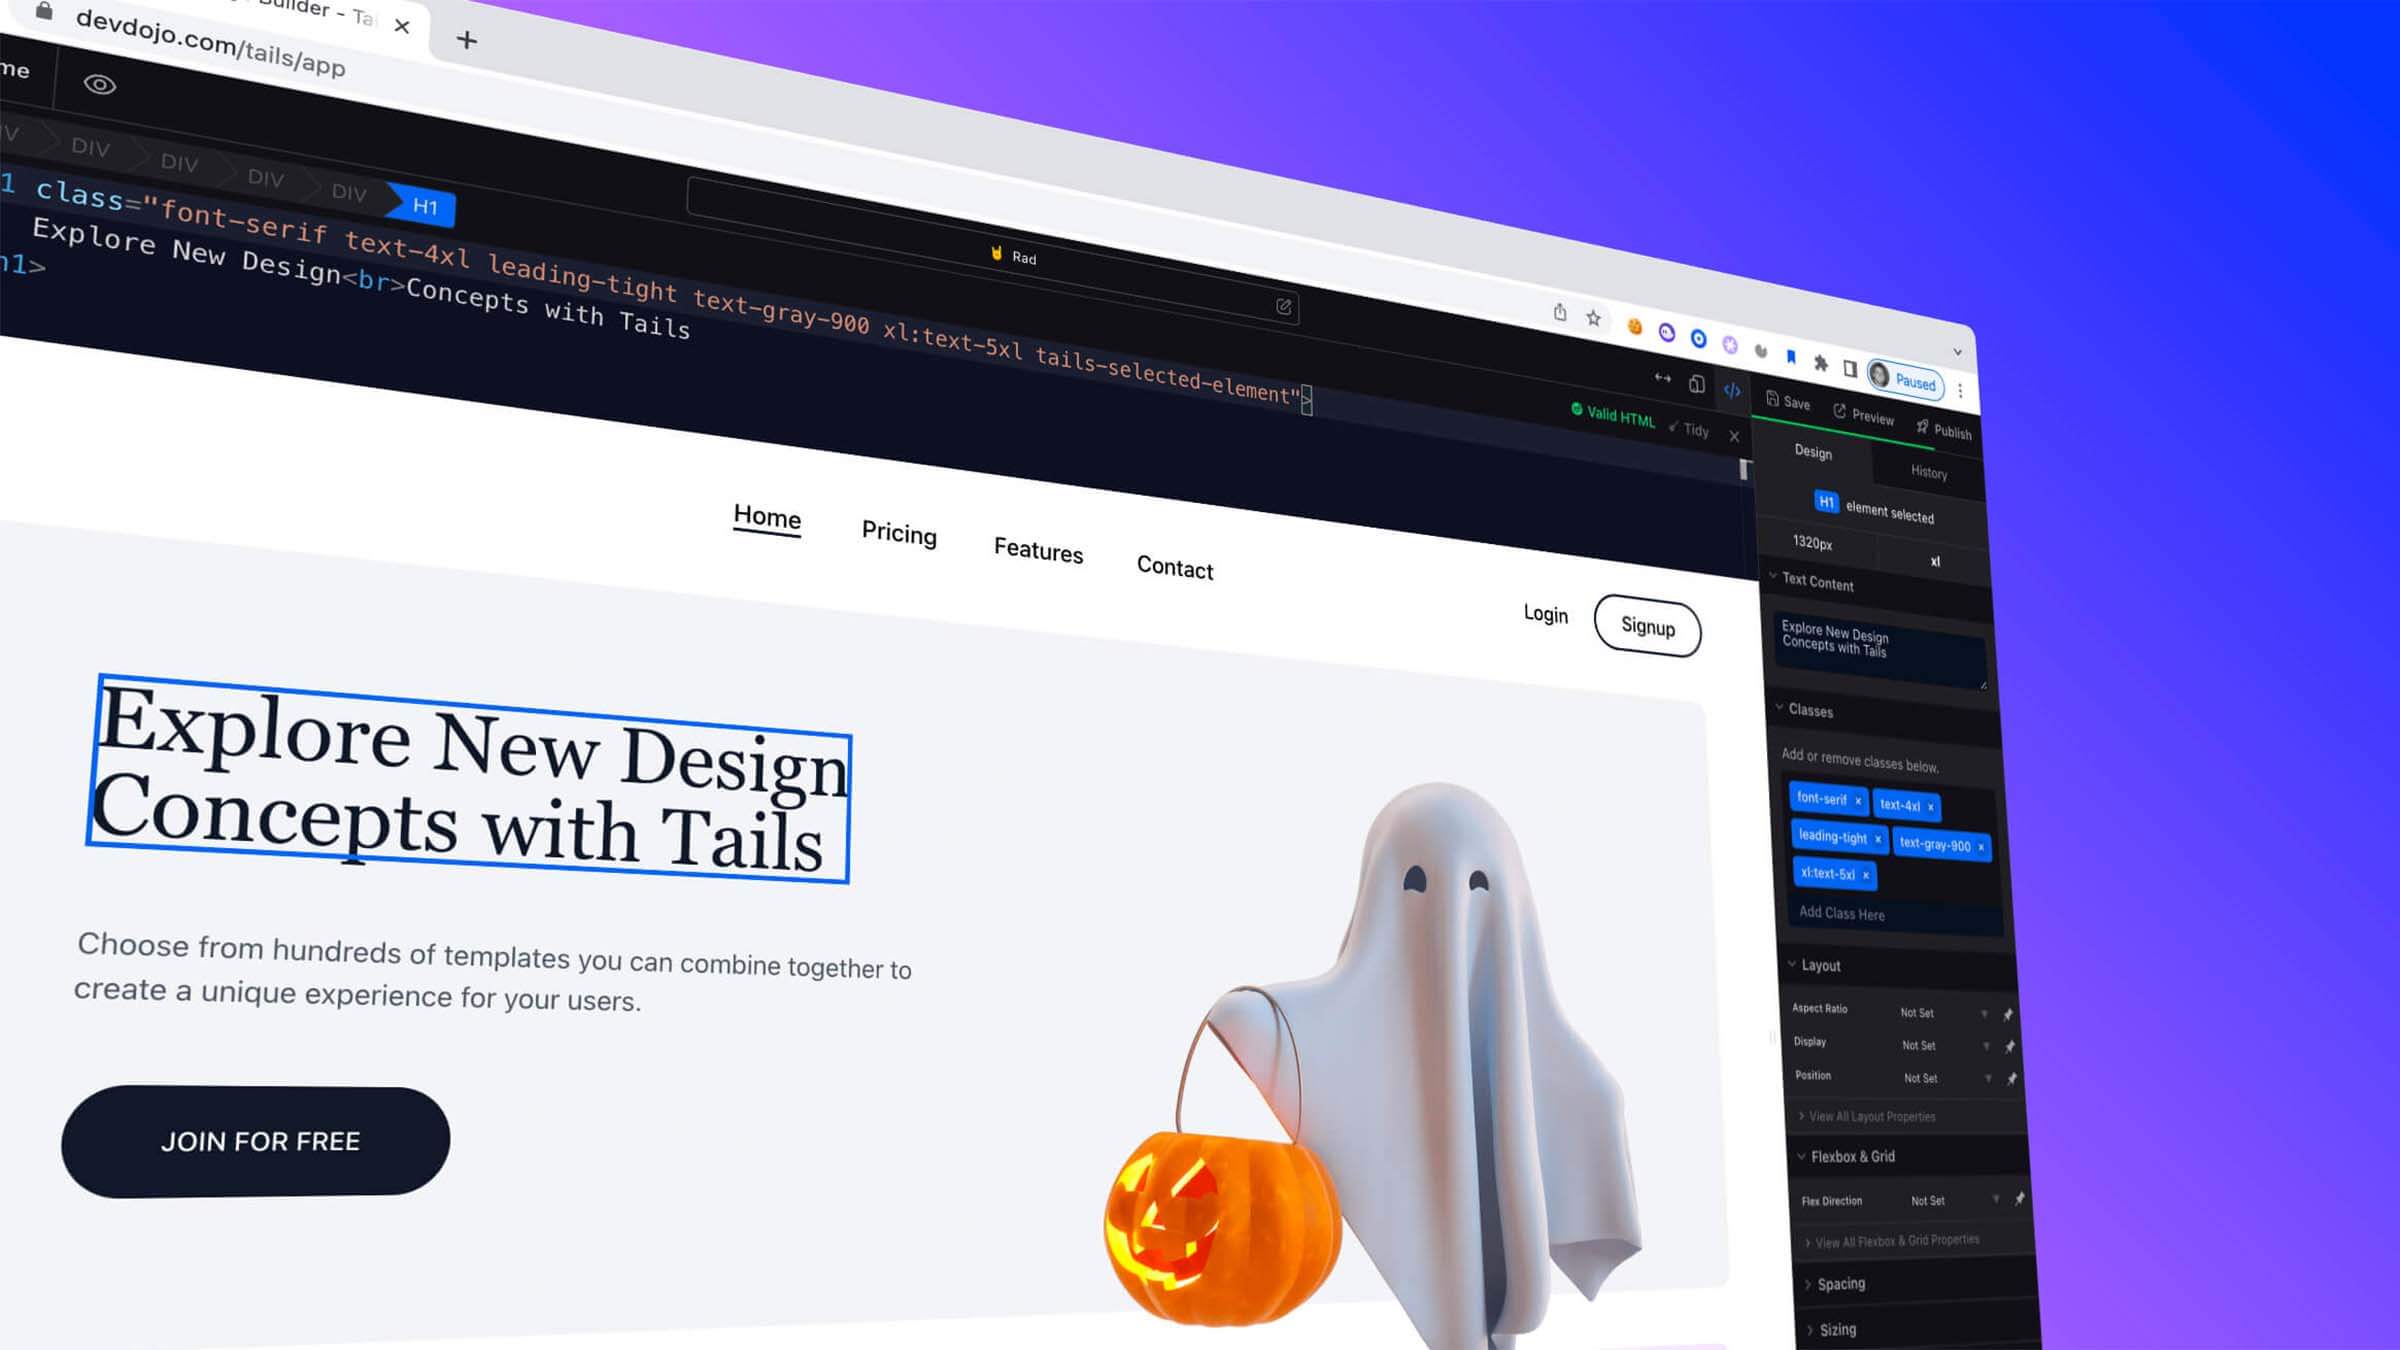 Builder - Tai
devdojo.com/tails/app
me
DIV
DIV
DIV
DIV
H1
🤘 Rad
1 class="font-serif text-4xl leading-tight text-gray-900 xl:text-5xl tails-selected-element">
Explore New Design<br>Concepts with Tails
h1>
Paused
Valid HTML
Tidy
Save
Preview
Publish
Home
Pricing
Features
Contact
Login
Signup
Explore New Design
Concepts with Tails
Choose from hundreds of templates you can combine together to
create a unique experience for your users.
JOIN FOR FREE
Design
History
H1 element selected
1320px
xl
Text Content
Explore New Design
Concepts with Tails
Classes
Add or remove classes below.
font-serif ×
text-4xl ×
leading-tight ×
text-gray-900 ×
xl:text-5xl ×
Add Class Here
Layout
Aspect Ratio
Not Set
Display
Not Set
Position
Not Set
View All Layout Properties
Flexbox & Grid
Flex Direction
Not Set
View All Flexbox & Grid Properties
Spacing
Sizing